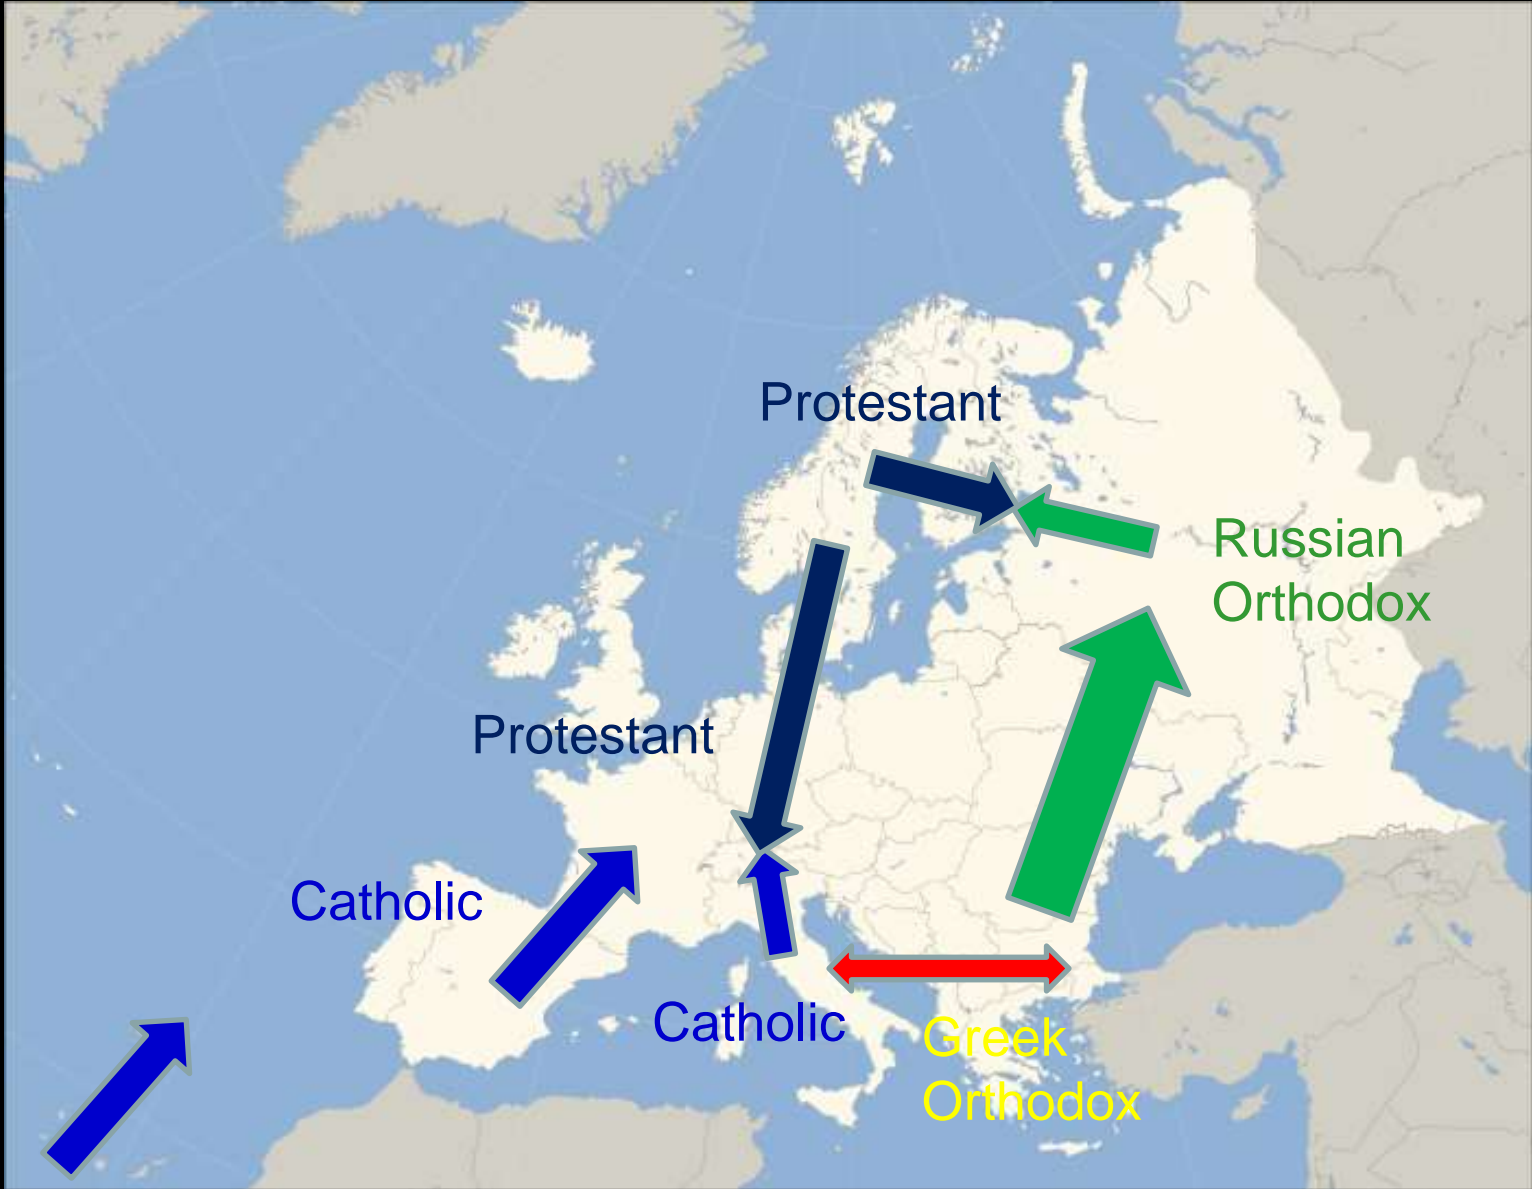 Protestant
Russian
Orthodox
Protestant
Catholic
Catholic
Greek
Orthodox